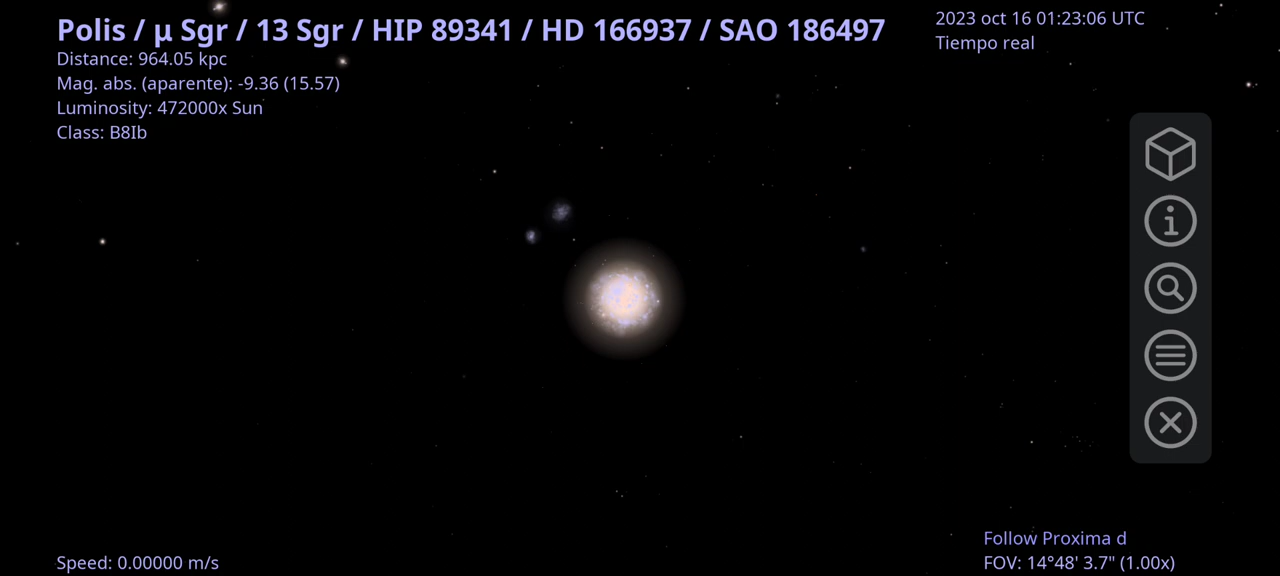 Polis / μ Sgr / 13 Sgr / HIP 89341 / HD 166937 / SAO 186497
Distance: 964.05 kpc
Mag. abs. (aparente): -9.36 (15.57)
Luminosity: 472000x Sun
Class: B8Ib
2023 oct 16 01:23:06 UTC
Tiempo real
Speed: 0.00000 m/s
Follow Proxima d
FOV: 14°48' 3.7" (1.00x)